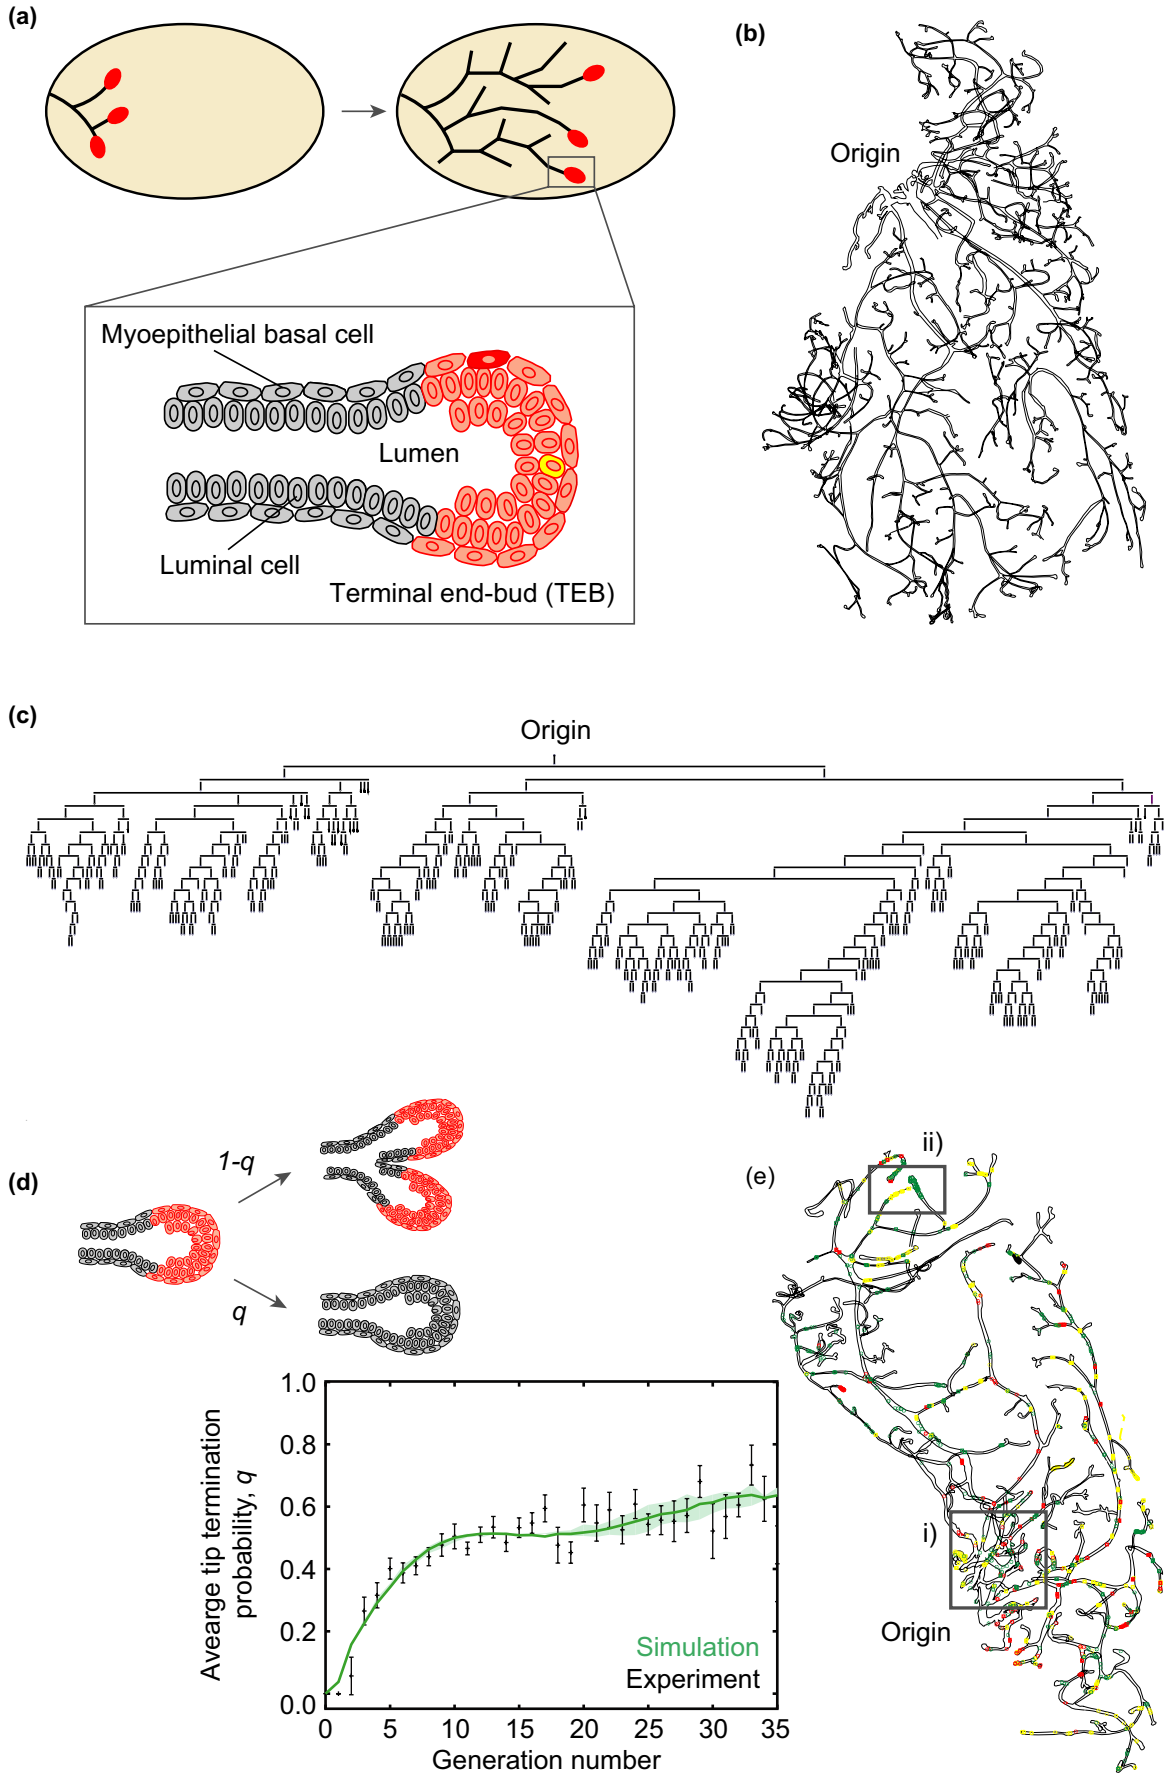 (a)
(b)
Origin
Myoepithelial basal cell
Lumen
Luminal cell
Terminal end-bud (TEB)
(c)
Origin
(d)
1-q
q
(e)
ii)
i)
Origin
Avearge tip termination
probability, q
1.0
0.8
0.6
0.4
0.2
0.0
Simulation
Experiment
0 5 10 15 20 25 30 35
Generation number